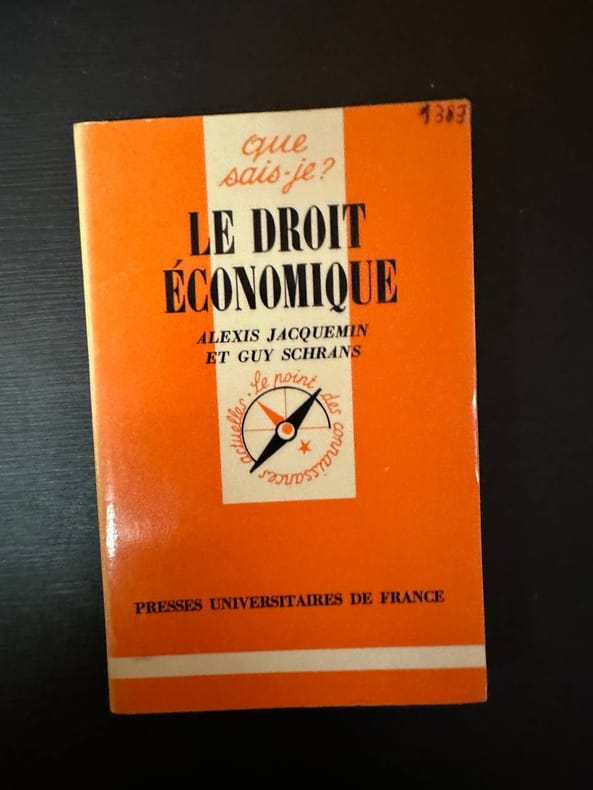 1383
que
sais-je?
LE DROIT
ÉCONOMIQUE
ALEXIS JACQUEMIN
ET GUY SCHRANS
Le point des connaissances actuelles.
PRESSES UNIVERSITAIRES DE FRANCE